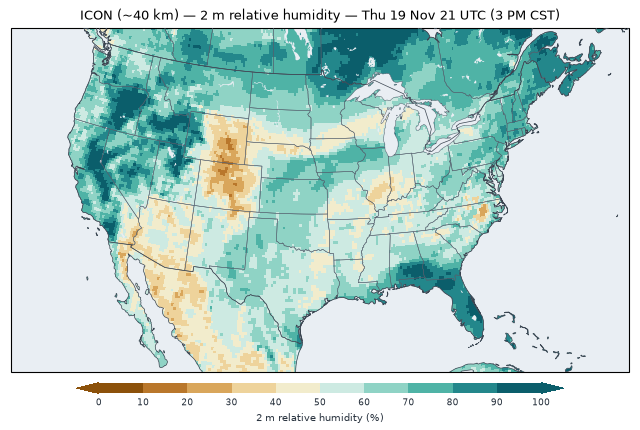 ICON (~40 km) — 2 m relative humidity — Thu 19 Nov 21 UTC (3 PM CST)
0 10 20 30 40 50 60 70 80 90 100
2 m relative humidity (%)